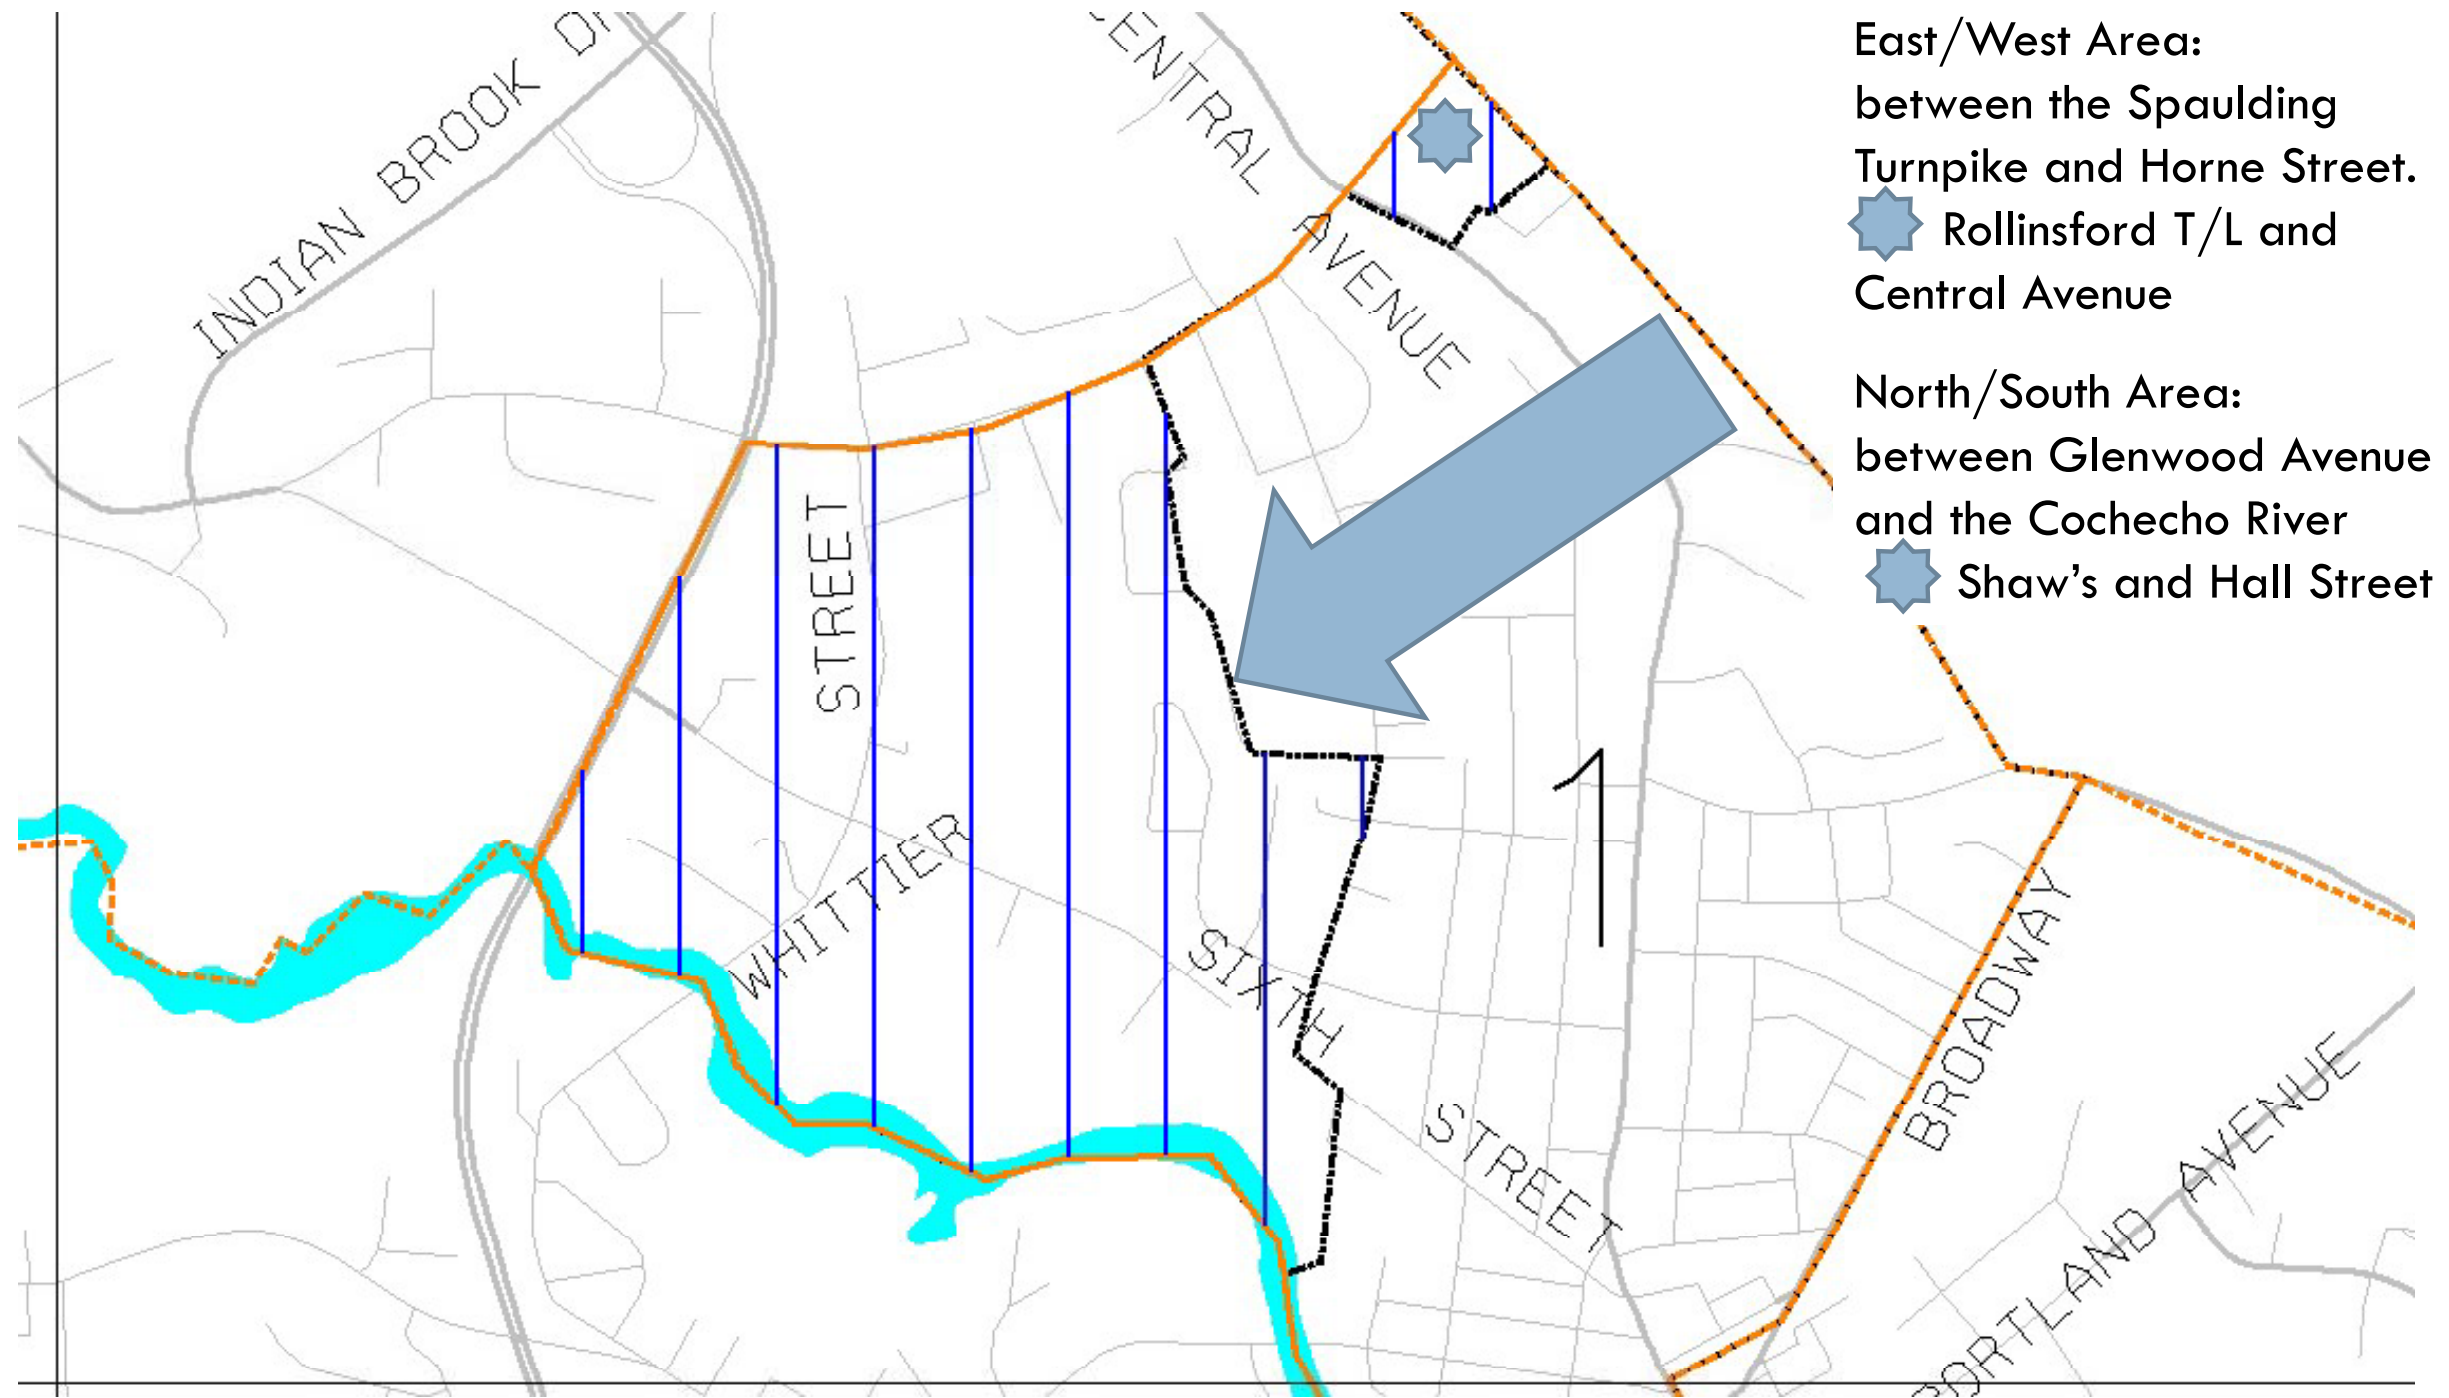 East/West Area:
between the Spaulding
Turnpike and Horne Street.
Rollinsford T/L and
Central Avenue
North/South Area:
between Glenwood Avenue
and the Cochecho River
Shaw's and Hall Street
INDIAN BROOK
CENTRAL
AVENUE
STREET
WHITTIER
SIXTH
STREET
1
BROADWAY
PORTLAND
AVENUE